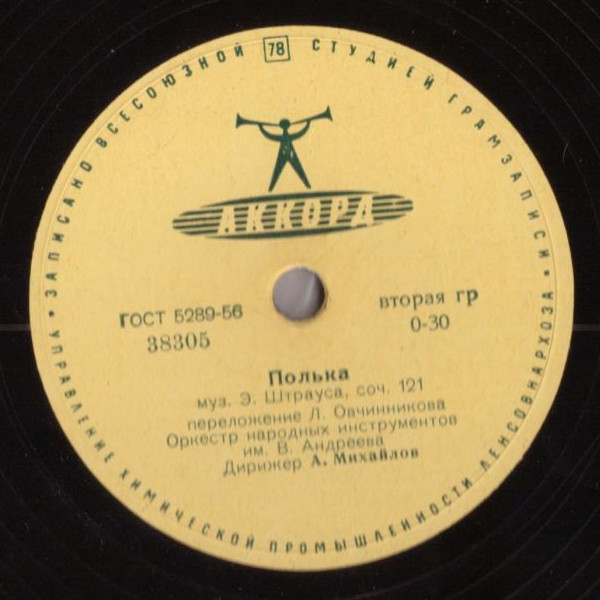 ЗАПИСАНО ВСЕСОЮЗНОЙ 78 СТУДИЕЙ ГРАМЗАПИСИ
АККОРД
ГОСТ 5289-56
38305
вторая гр
0-30
Полька
муз. Э. Штрауса, соч. 121
переложение Л. Овчинникова
Оркестр народных инструментов
им. В. Андреева
Дирижер А. Михайлов
УПРАВЛЕНИЕ ХИМИЧЕСКОЙ ПРОМЫШЛЕННОСТИ ЛЕНСОВНАРХОЗА